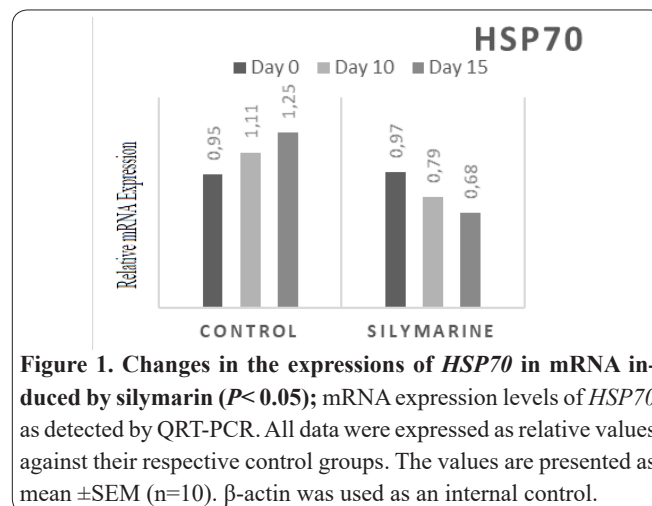 HSP70
Day 0 Day 10 Day 15
Relative mRNA Expression
0,95
1,11
1,25
0,97
0,79
0,68
CONTROL SILYMARINE
Figure 1. Changes in the expressions of HSP70 in mRNA in-
duced by silymarin (P< 0.05); mRNA expression levels of HSP70
as detected by QRT-PCR. All data were expressed as relative values
against their respective control groups. The values are presented as
mean ±SEM (n=10). β-actin was used as an internal control.